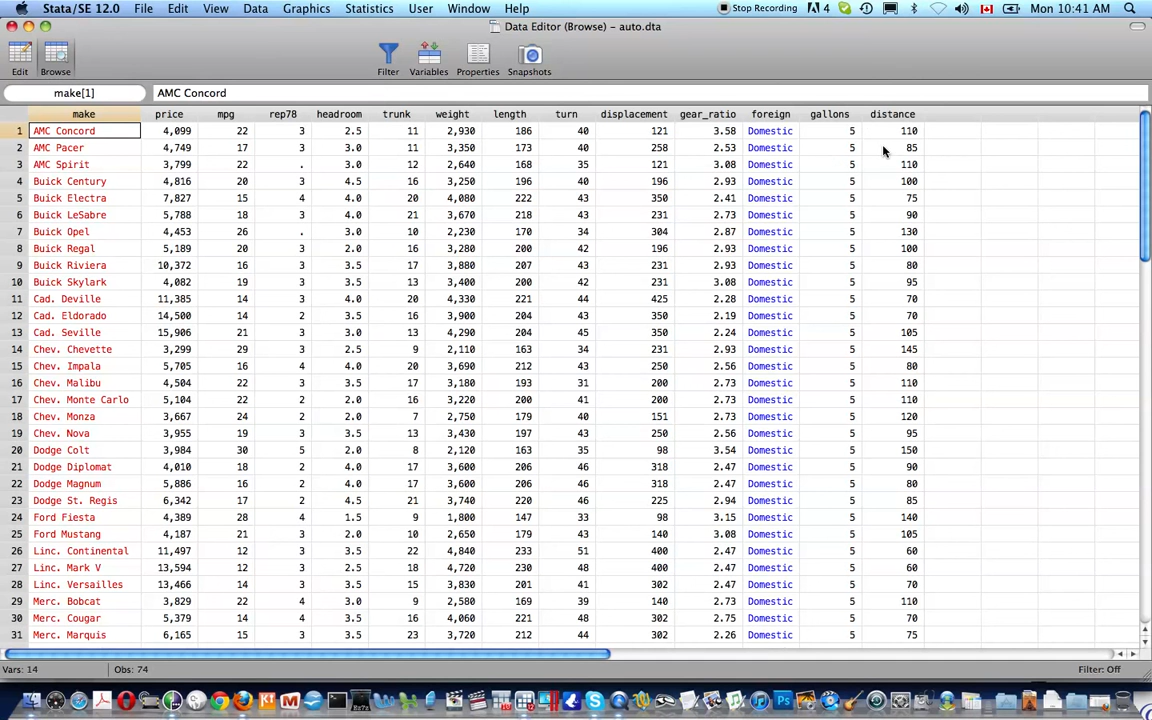 Stata/SE 12.0 File Edit View Data Graphics Statistics User Window Help Stop Recording 4 Mon 10:41 AM
Data Editor (Browse) – auto.dta
Edit Browse Filter Variables Properties Snapshots
make[1] AMC Concord
make price mpg rep78 headroom trunk weight length turn displacement gear_ratio foreign gallons distance
1 AMC Concord 4,099 22 3 2.5 11 2,930 186 40 121 3.58 Domestic 5 110
2 AMC Pacer 4,749 17 3 3.0 11 3,350 173 40 258 2.53 Domestic 5 85
3 AMC Spirit 3,799 22 . 3.0 12 2,640 168 35 121 3.08 Domestic 5 110
4 Buick Century 4,816 20 3 4.5 16 3,250 196 40 196 2.93 Domestic 5 100
5 Buick Electra 7,827 15 4 4.0 20 4,080 222 43 350 2.41 Domestic 5 75
6 Buick LeSabre 5,788 18 3 4.0 21 3,670 218 43 231 2.73 Domestic 5 90
7 Buick Opel 4,453 26 . 3.0 10 2,230 170 34 304 2.87 Domestic 5 130
8 Buick Regal 5,189 20 3 2.0 16 3,280 200 42 196 2.93 Domestic 5 100
9 Buick Riviera 10,372 16 3 3.5 17 3,880 207 43 231 2.93 Domestic 5 80
10 Buick Skylark 4,082 19 3 3.5 13 3,400 200 42 231 3.08 Domestic 5 95
11 Cad. Deville 11,385 14 3 4.0 20 4,330 221 44 425 2.28 Domestic 5 70
12 Cad. Eldorado 14,500 14 2 3.5 16 3,900 204 43 350 2.19 Domestic 5 70
13 Cad. Seville 15,906 21 3 3.0 13 4,290 204 45 350 2.24 Domestic 5 105
14 Chev. Chevette 3,299 29 3 2.5 9 2,110 163 34 231 2.93 Domestic 5 145
15 Chev. Impala 5,705 16 4 4.0 20 3,690 212 43 250 2.56 Domestic 5 80
16 Chev. Malibu 4,504 22 3 3.5 17 3,180 193 31 200 2.73 Domestic 5 110
17 Chev. Monte Carlo 5,104 22 2 2.0 16 3,220 200 41 200 2.73 Domestic 5 110
18 Chev. Monza 3,667 24 2 2.0 7 2,750 179 40 151 2.73 Domestic 5 120
19 Chev. Nova 3,955 19 3 3.5 13 3,430 197 43 250 2.56 Domestic 5 95
20 Dodge Colt 3,984 30 5 2.0 8 2,120 163 35 98 3.54 Domestic 5 150
21 Dodge Diplomat 4,010 18 2 4.0 17 3,600 206 46 318 2.47 Domestic 5 90
22 Dodge Magnum 5,886 16 2 4.0 17 3,600 206 46 318 2.47 Domestic 5 80
23 Dodge St. Regis 6,342 17 2 4.5 21 3,740 220 46 225 2.94 Domestic 5 85
24 Ford Fiesta 4,389 28 4 1.5 9 1,800 147 33 98 3.15 Domestic 5 140
25 Ford Mustang 4,187 21 3 2.0 10 2,650 179 43 140 3.08 Domestic 5 105
26 Linc. Continental 11,497 12 3 3.5 22 4,840 233 51 400 2.47 Domestic 5 60
27 Linc. Mark V 13,594 12 3 2.5 18 4,720 230 48 400 2.47 Domestic 5 60
28 Linc. Versailles 13,466 14 3 3.5 15 3,830 201 41 302 2.47 Domestic 5 70
29 Merc. Bobcat 3,829 22 4 3.0 9 2,580 169 39 140 2.73 Domestic 5 110
30 Merc. Cougar 5,379 14 4 3.5 16 4,060 221 48 302 2.75 Domestic 5 70
31 Merc. Marquis 6,165 15 3 3.5 23 3,720 212 44 302 2.26 Domestic 5 75
Vars: 14 Obs: 74 Filter: Off